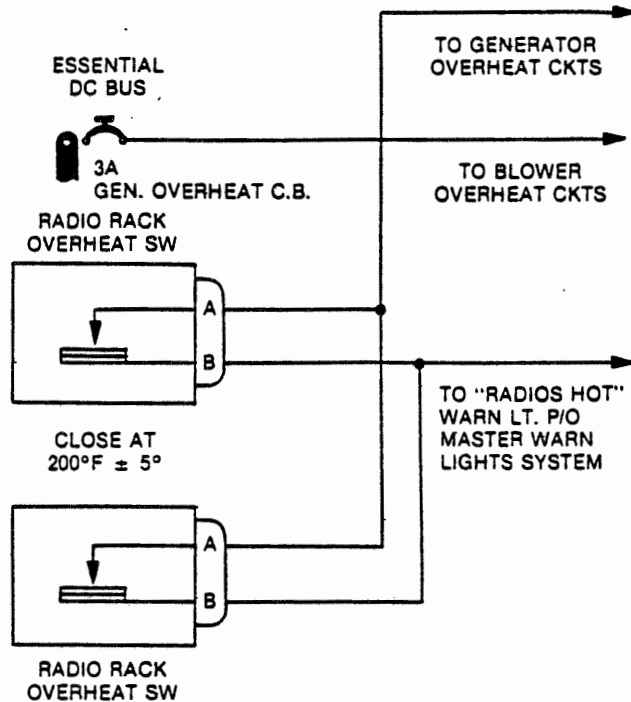 TO GENERATOR
OVERHEAT CKTS
ESSENTIAL
DC BUS
3A
GEN. OVERHEAT C.B.
TO BLOWER
OVERHEAT CKTS
RADIO RACK
OVERHEAT SW
A
B
TO "RADIOS HOT"
WARN LT. P/O
MASTER WARN
LIGHTS SYSTEM
CLOSE AT
200°F ± 5°
A
B
RADIO RACK
OVERHEAT SW